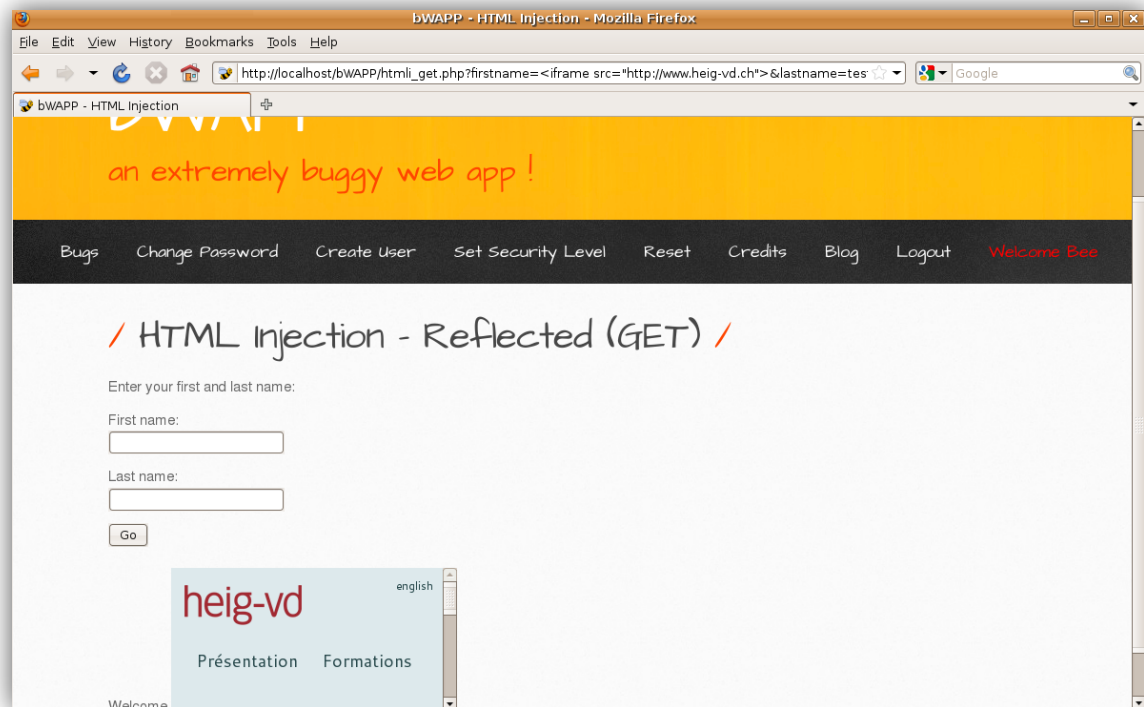 bWAPP - HTML Injection - Mozilla Firefox
File Edit View History Bookmarks Tools Help
http://localhost/bWAPP/htmli_get.php?firstname=<iframe src="http://www.heig-vd.ch">&lastname=tes
Google
bWAPP - HTML Injection
bWAPP
an extremely buggy web app !
Bugs Change Password Create User Set Security Level Reset Credits Blog Logout Welcome Bee
/ HTML Injection - Reflected (GET) /
Enter your first and last name:
First name:
Last name:
Go
heig-vd
english
Présentation Formations
Welcome